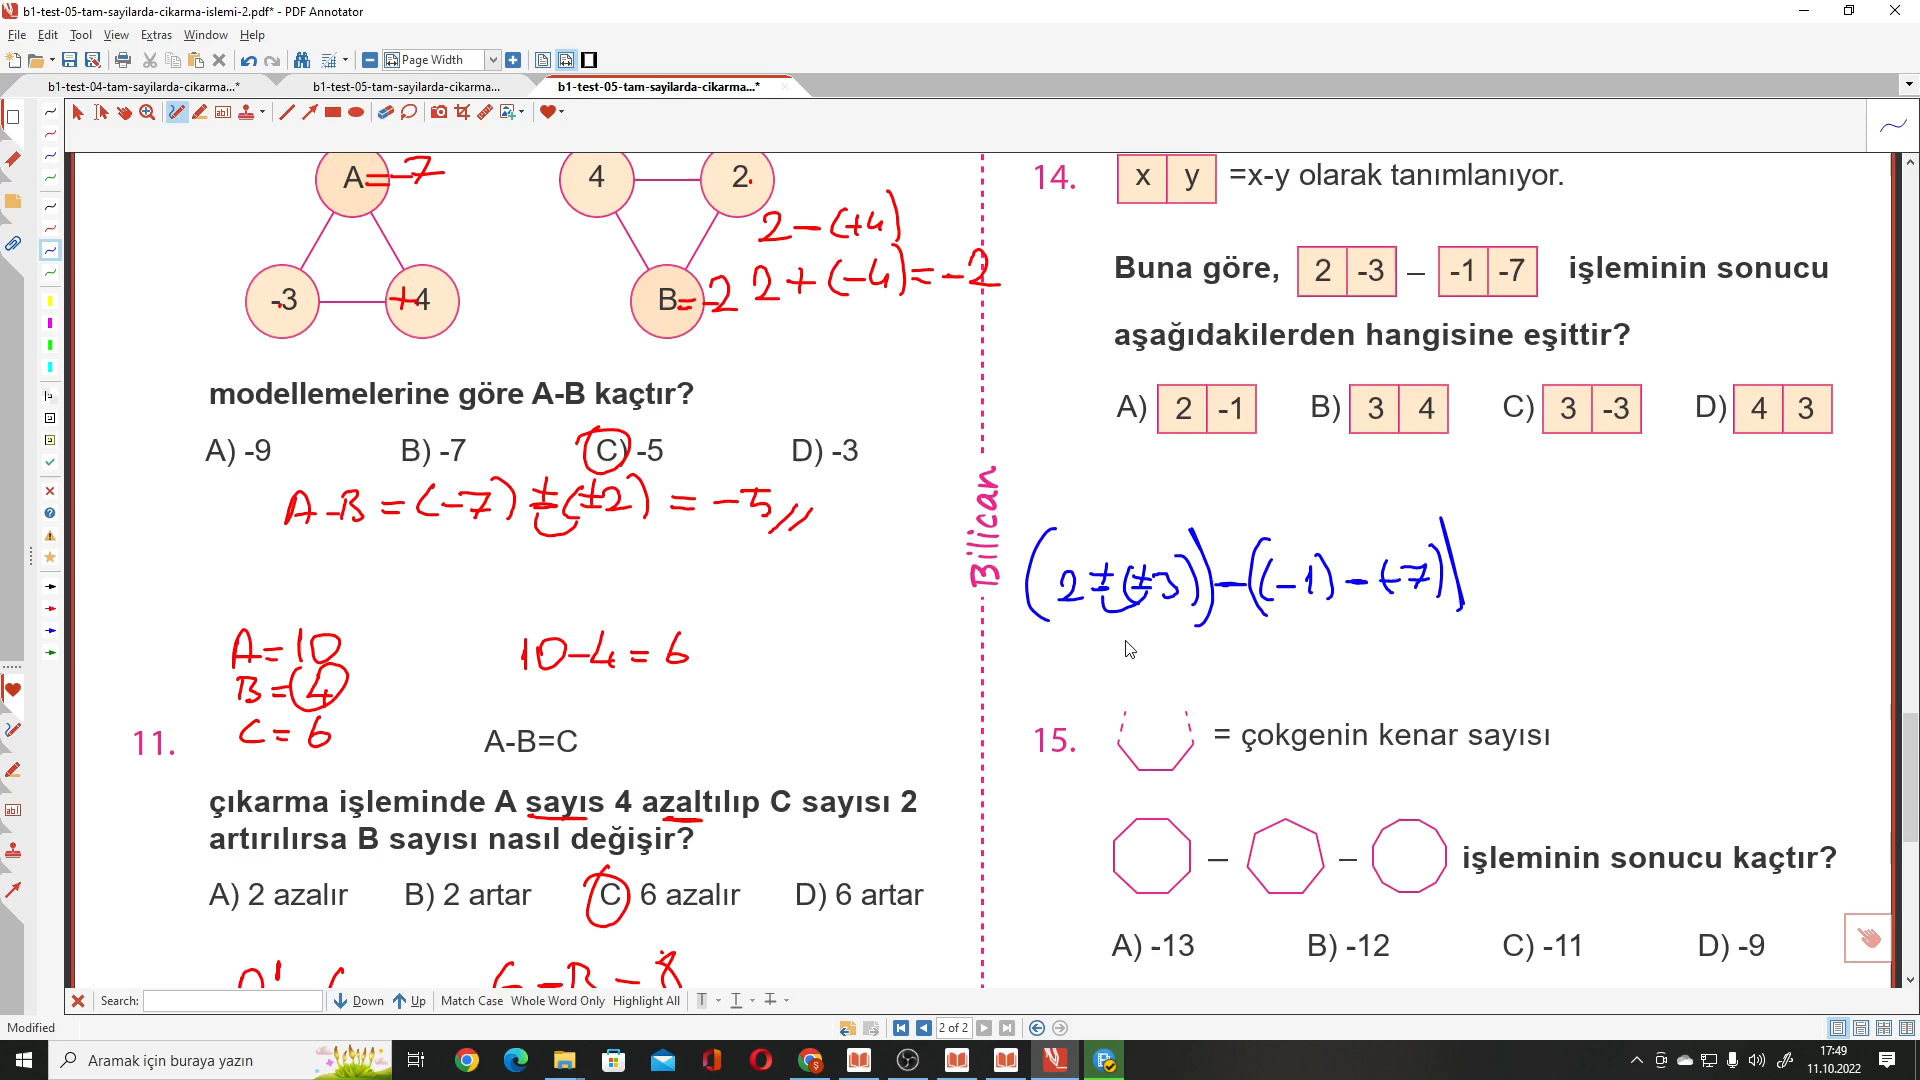 b1-test-05-tam-sayilarda-cikarma-islemi-2.pdf* - PDF Annotator
File Edit Tool View Extras Window Help
Page Width
b1-test-04-tam-sayilarda-cikarma...*
b1-test-05-tam-sayilarda-cikarma...
b1-test-05-tam-sayilarda-cikarma...*
A =-7
-3
+4
4
2
B =-2
2-(+4)
2+(-4)=-2
modellemelerine göre A-B kaçtır?
A) -9 B) -7 C) -5 D) -3
A-B=(-7)±(±2)=-5//
A=10
B=4
C=6
10-4=6
11. A-B=C
çıkarma işleminde A sayıs 4 azaltılıp C sayısı 2
artırılırsa B sayısı nasıl değişir?
A) 2 azalır B) 2 artar C 6 azalır D) 6 artar
Bilican
14. x y =x-y olarak tanımlanıyor.
Buna göre, 2 -3 – -1 -7 işleminin sonucu
aşağıdakilerden hangisine eşittir?
A) 2 -1 B) 3 4 C) 3 -3 D) 4 3
(2±(±3))-((-1)-(-7))
15. = çokgenin kenar sayısı
– – işleminin sonucu kaçtır?
A) -13 B) -12 C) -11 D) -9
Search: Down Up Match Case Whole Word Only Highlight All
Modified
2 of 2
Aramak için buraya yazın
17:49
11.10.2022